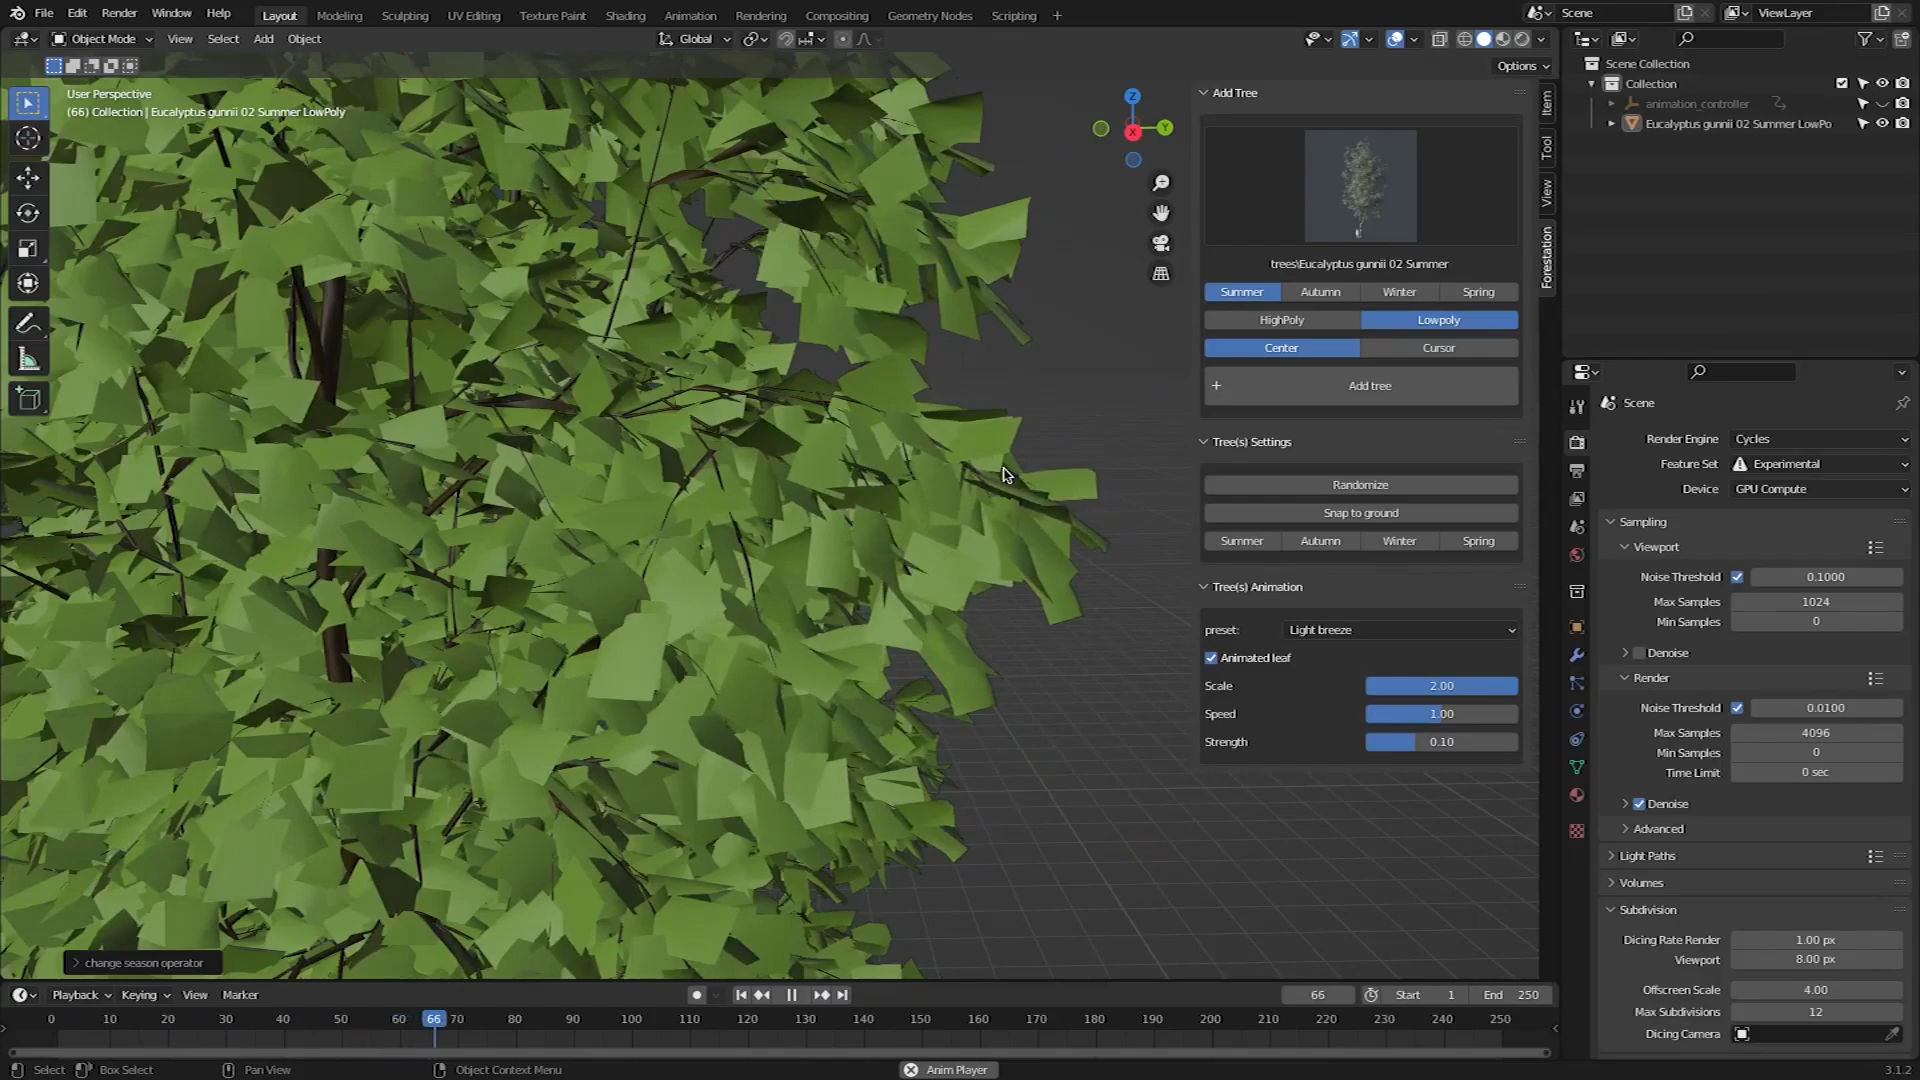 File Edit Render Window Help Layout Modeling Sculpting UV Editing Texture Paint Shading Animation Rendering Compositing Geometry Nodes Scripting + Scene ViewLayer
Object Mode View Select Add Object Global
Options
User Perspective
(66) Collection | Eucalyptus gunnii 02 Summer LowPoly
Z
Y
X
Add Tree
trees\Eucalyptus gunnii 02 Summer
Summer Autumn Winter Spring
HighPoly Lowpoly
Center Cursor
+ Add tree
Tree(s) Settings
Randomize
Snap to ground
Summer Autumn Winter Spring
Tree(s) Animation
preset: Light breeze
Animated leaf
Scale 2.00
Speed 1.00
Strength 0.10
Item
Tool
View
Forestation
Scene Collection
Collection
animation_controller
Eucalyptus gunnii 02 Summer LowPo
Scene
Render Engine Cycles
Feature Set Experimental
Device GPU Compute
Sampling
Viewport
Noise Threshold 0.1000
Max Samples 1024
Min Samples 0
Denoise
Render
Noise Threshold 0.0100
Max Samples 4096
Min Samples 0
Time Limit 0 sec
Denoise
Advanced
Light Paths
Volumes
Subdivision
Dicing Rate Render 1.00 px
Viewport 8.00 px
Offscreen Scale 4.00
Max Subdivisions 12
Dicing Camera
change season operator
Playback Keying View Marker 66 Start 1 End 250
0 10 20 30 40 50 60 66 70 80 90 100 110 120 130 140 150 160 170 180 190 200 210 220 230 240 250
Select Box Select Pan View Object Context Menu Anim Player 3.1.2